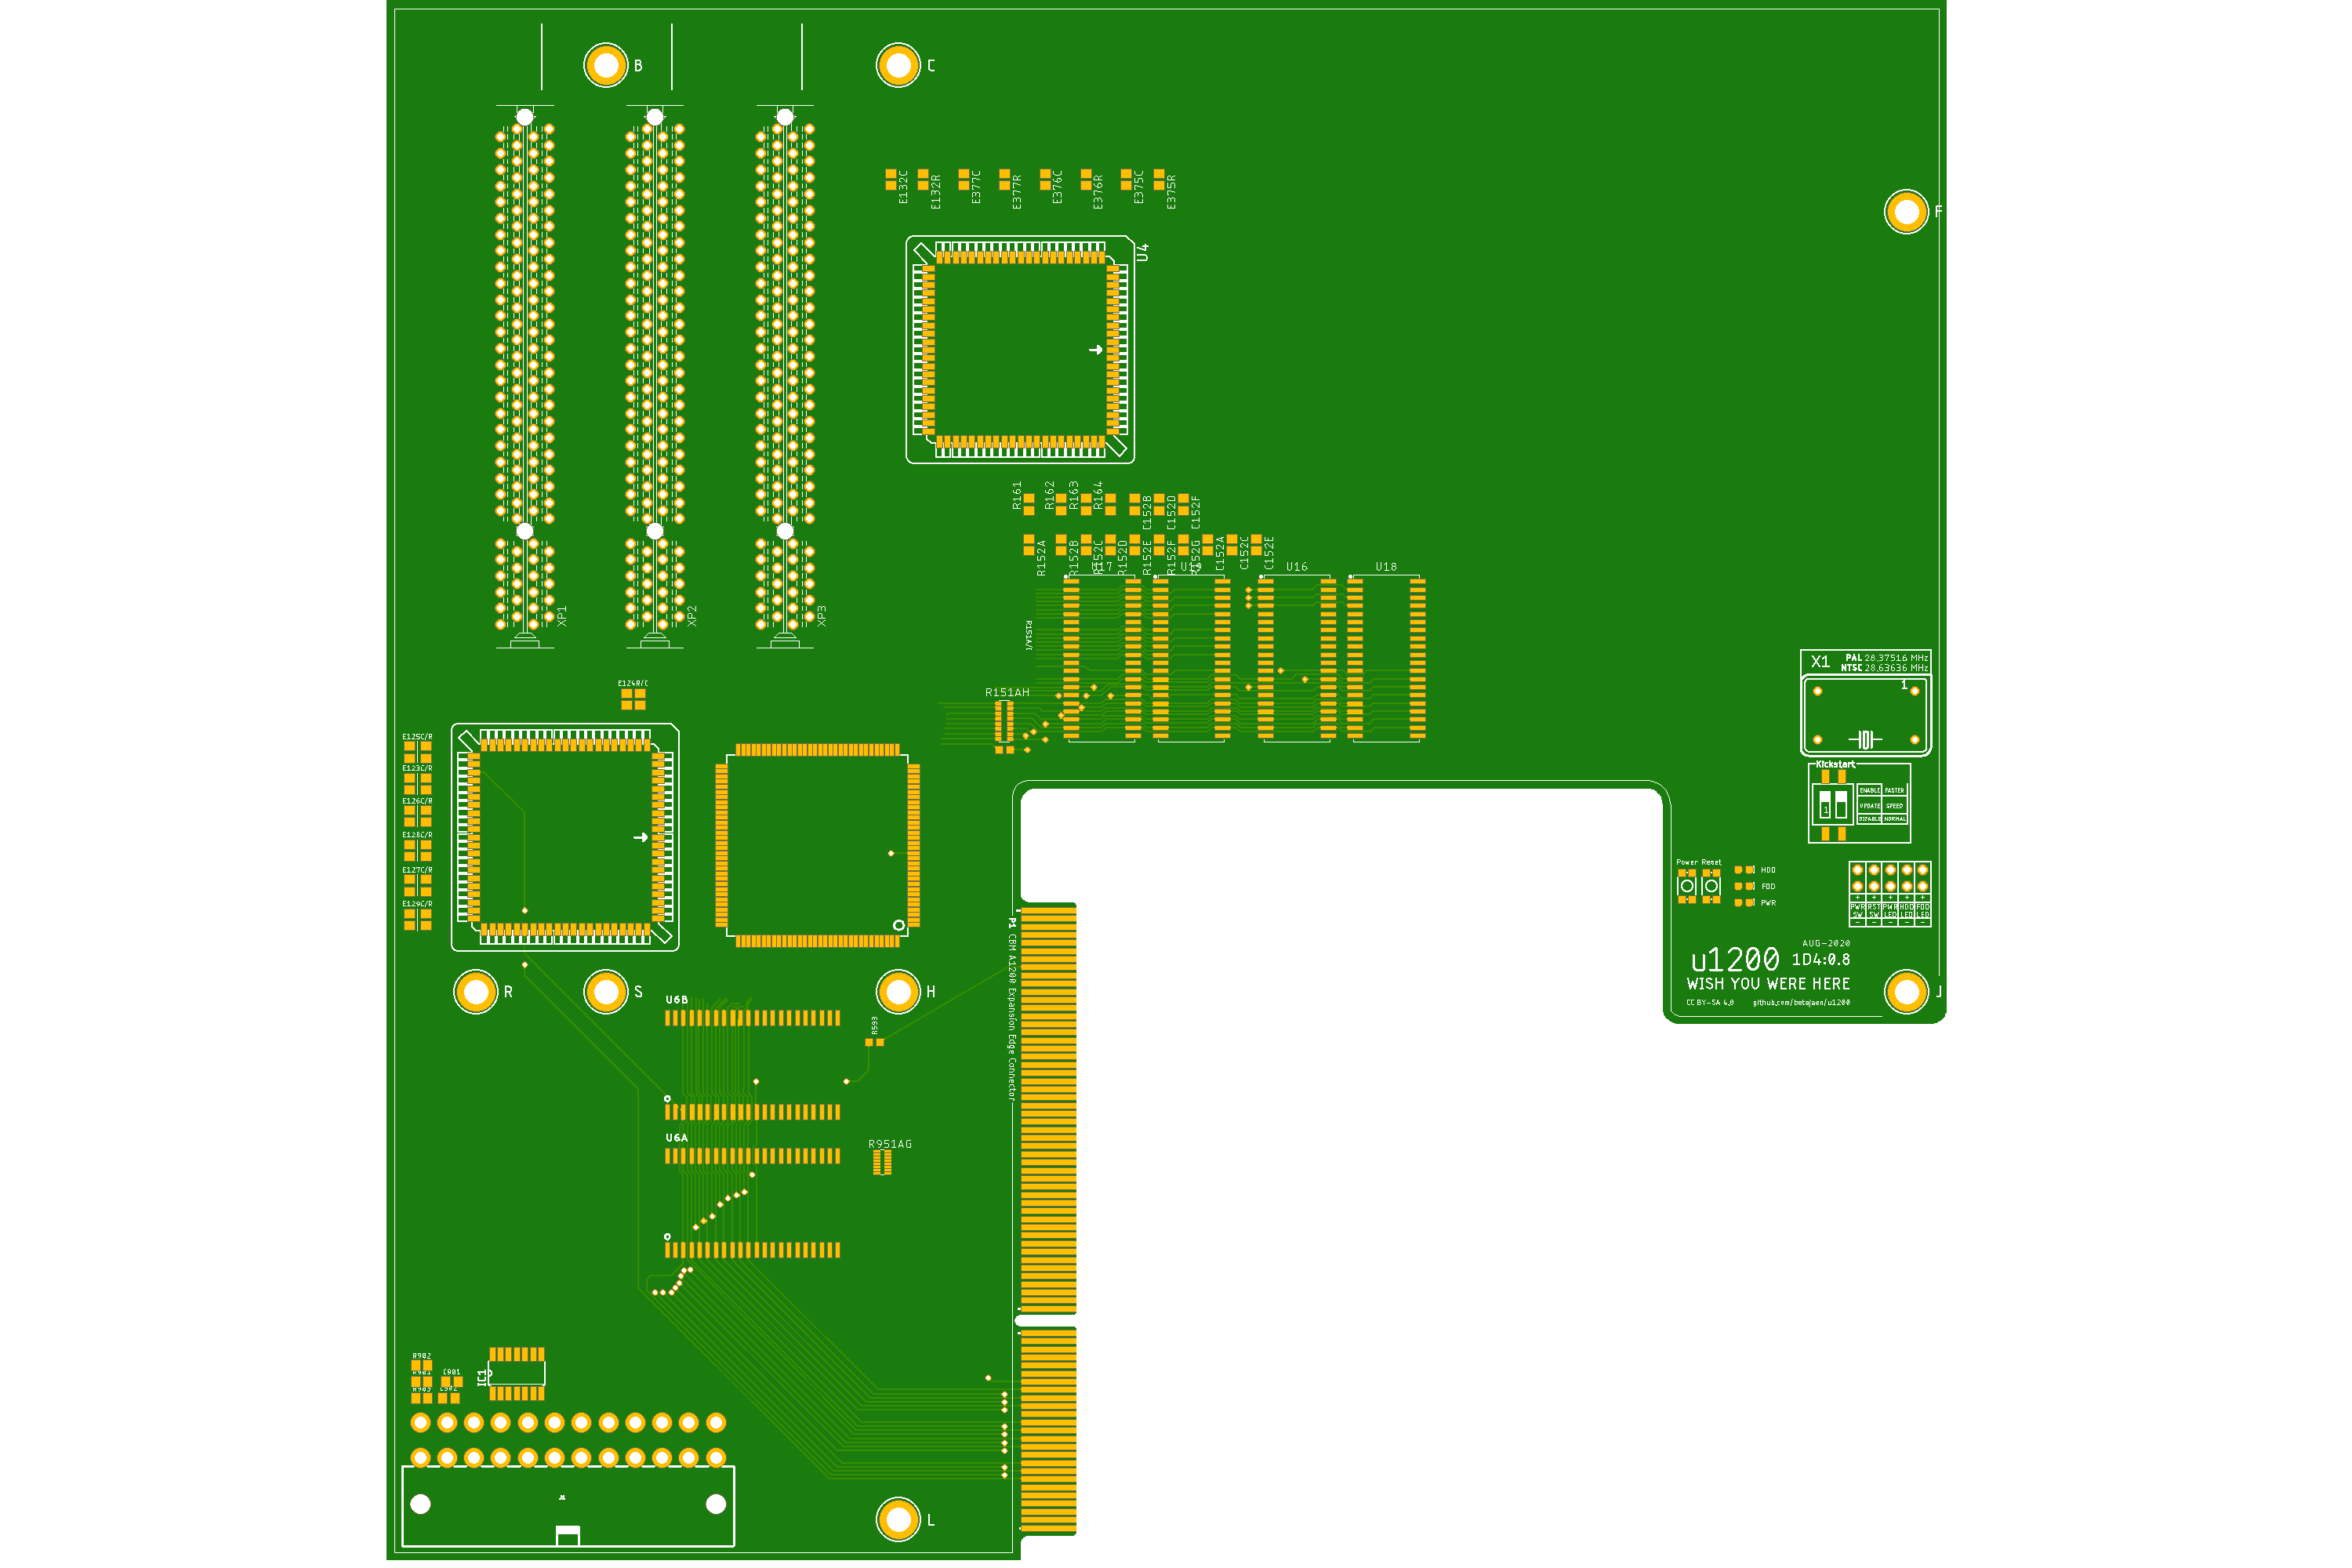 B
C
F
E132C
E132R
E377C
E377R
E376C
E376R
E375C
E375R
U4
R161
R162
R163
R164
C152B
C152D
C152F
R152A
R152B
R152C
R152D
R152E
R152F
R152G
C152A
C152C
C152E
U17
U16
U18
XP1
XP2
XP3
R151A/1
R151AH
E124R/C
X1
PAL 28.37516 MHz
NTSC 28.63636 MHz
1
Kickstart
ENABLE FASTER
UPDATE SPEED
DISABLE NORMAL
1
E125C/R
E123C/R
E126C/R
E128C/R
E127C/R
E129C/R
Power Reset
HDD
FDD
PWR
+ + + + +
PWR RST PWR HDD FDD
SW SW LED LED LED
- - - - -
AUG-2020
u1200 1D4:0.8
WISH YOU WERE HERE
CC BY-SA 4.0 github.com/betajaen/u1200
R
S
H
J
P1 CBM A1200 Expansion Edge Connector
U6B
R593
U6A
R951AG
R902
C801
IC1
J1
L